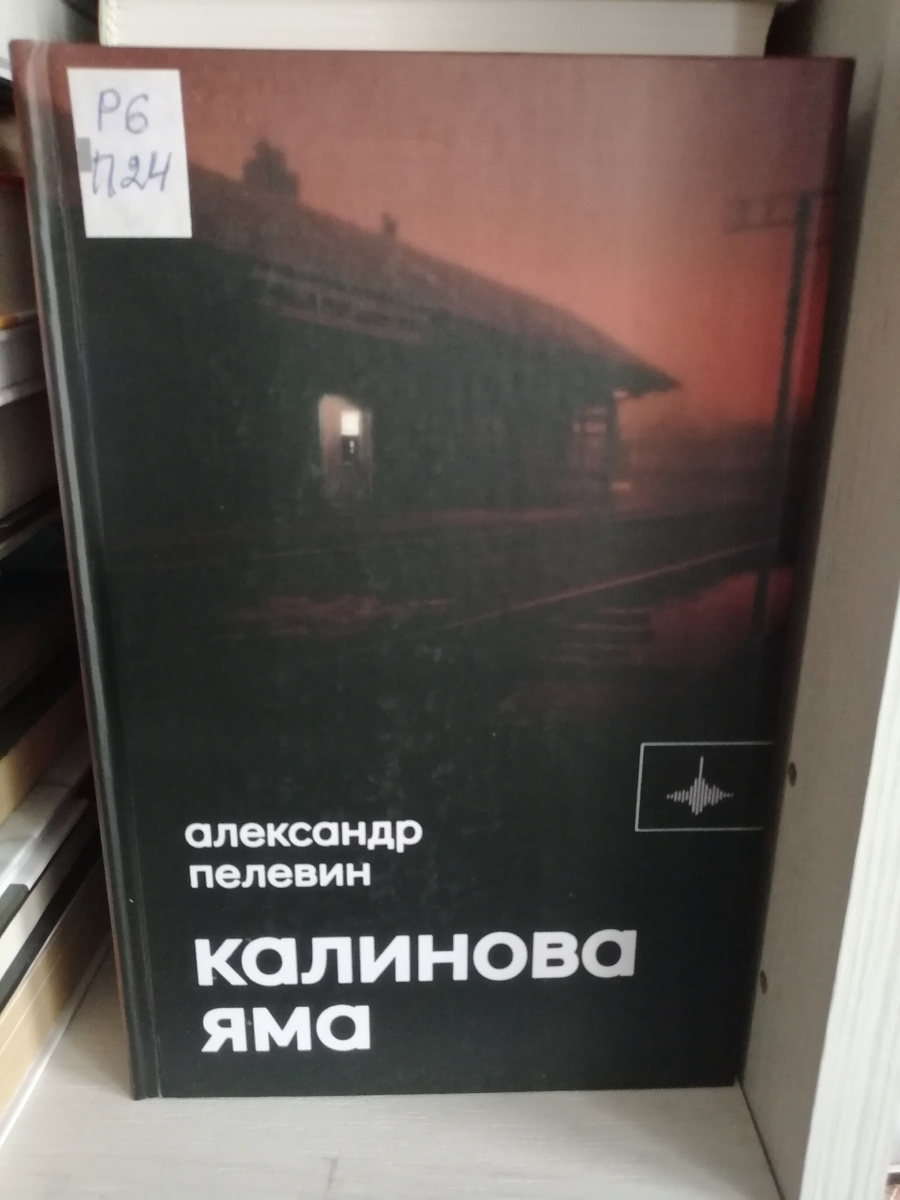 Р6
П24
александр
пелевин
калинова
яма